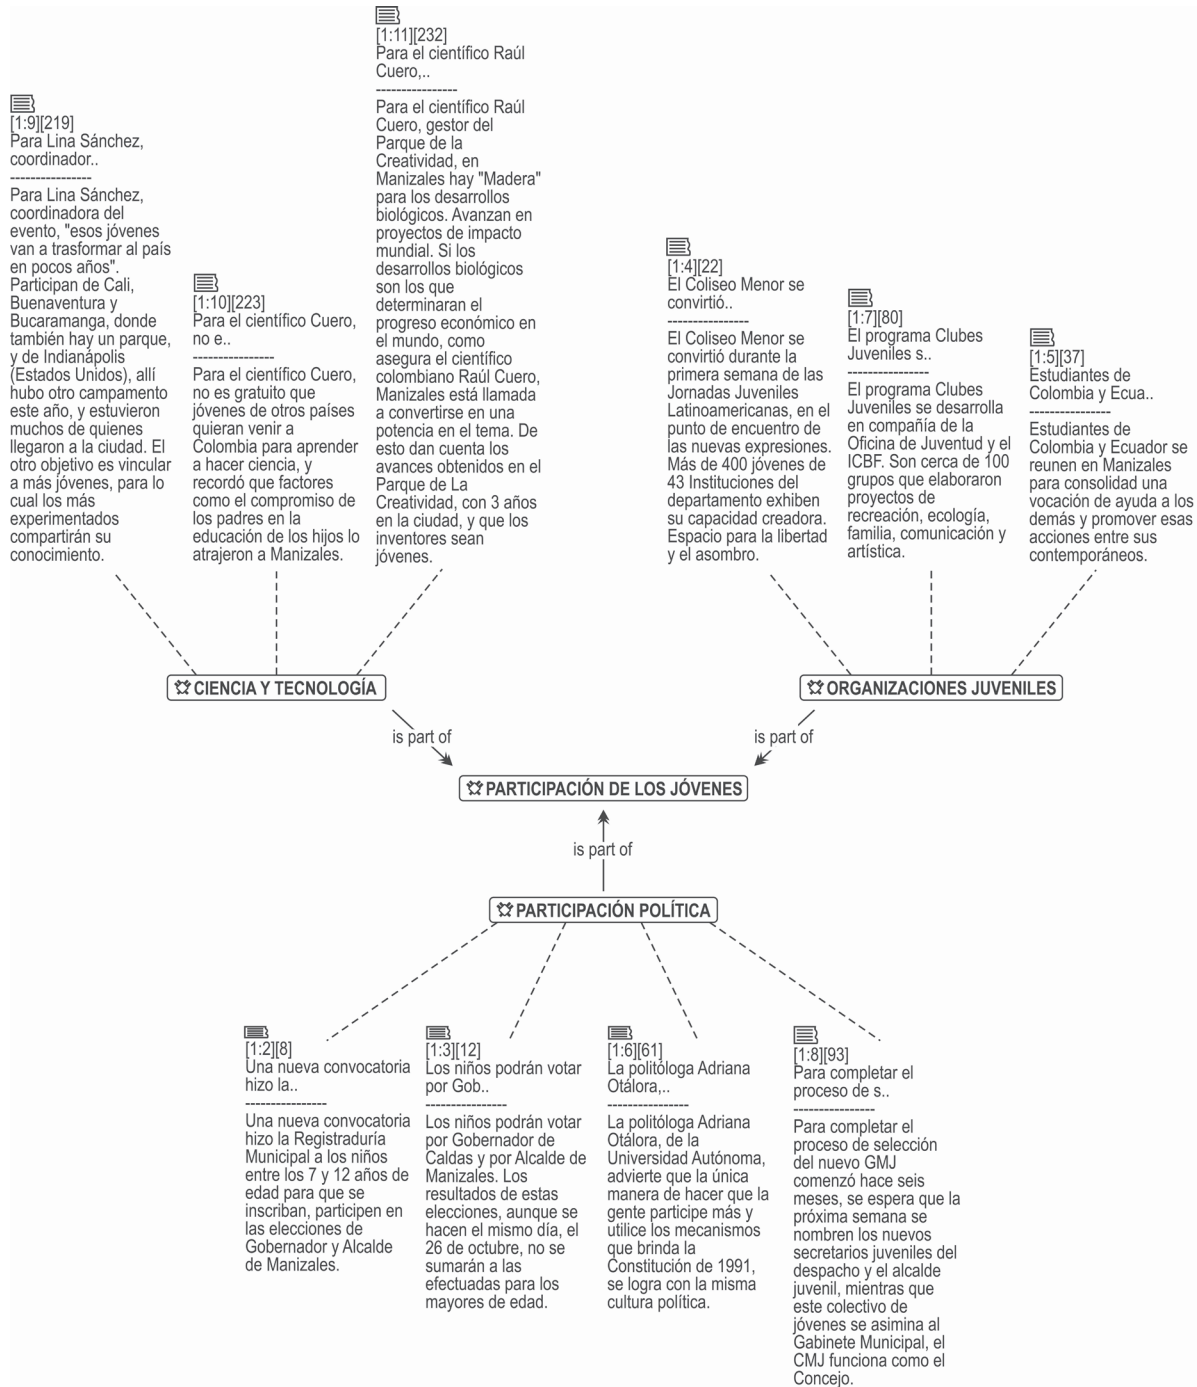 [1:9][219]
Para Lina Sánchez,
coordinador..
----------------
Para Lina Sánchez,
coordinadora del
evento, "esos jóvenes
van a trasformar al país
en pocos años".
Participan de Cali,
Buenaventura y
Bucaramanga, donde
también hay un parque,
y de Indianápolis
(Estados Unidos), allí
hubo otro campamento
este año, y estuvieron
muchos de quienes
llegaron a la ciudad. El
otro objetivo es vincular
a más jóvenes, para lo
cual los más
experimentados
compartirán su
conocimiento.
[1:10][223]
Para el científico Cuero,
no e..
----------------
Para el científico Cuero,
no es gratuito que
jóvenes de otros países
quieran venir a
Colombia para aprender
a hacer ciencia, y
recordó que factores
como el compromiso de
los padres en la
educación de los hijos lo
atrajeron a Manizales.
[1:11][232]
Para el científico Raúl
Cuero,..
----------------
Para el científico Raúl
Cuero, gestor del
Parque de la
Creatividad, en
Manizales hay "Madera"
para los desarrollos
biológicos. Avanzan en
proyectos de impacto
mundial. Si los
desarrollos biológicos
son los que
determinaran el
progreso económico en
el mundo, como
asegura el científico
colombiano Raúl Cuero,
Manizales está llamada
a convertirse en una
potencia en el tema. De
esto dan cuenta los
avances obtenidos en el
Parque de La
Creatividad, con 3 años
en la ciudad, y que los
inventores sean
jóvenes.
[1:4][22]
El Coliseo Menor se
convirtió..
----------------
El Coliseo Menor se
convirtió durante la
primera semana de las
Jornadas Juveniles
Latinoamericanas, en el
punto de encuentro de
las nuevas expresiones.
Más de 400 jóvenes de
43 Instituciones del
departamento exhiben
su capacidad creadora.
Espacio para la libertad
y el asombro.
[1:7][80]
El programa Clubes
Juveniles s..
----------------
El programa Clubes
Juveniles se desarrolla
en compañía de la
Oficina de Juventud y el
ICBF. Son cerca de 100
grupos que elaboraron
proyectos de
recreación, ecología,
familia, comunicación y
artística.
[1:5][37]
Estudiantes de
Colombia y Ecua..
----------------
Estudiantes de
Colombia y Ecuador se
reunen en Manizales
para consolidad una
vocación de ayuda a los
demás y promover esas
acciones entre sus
contemporáneos.
CIENCIA Y TECNOLOGÍA
ORGANIZACIONES JUVENILES
is part of
is part of
PARTICIPACIÓN DE LOS JÓVENES
is part of
PARTICIPACIÓN POLÍTICA
[1:2][8]
Una nueva convocatoria
hizo la..
----------------
Una nueva convocatoria
hizo la Registraduría
Municipal a los niños
entre los 7 y 12 años de
edad para que se
inscriban, participen en
las elecciones de
Gobernador y Alcalde
de Manizales.
[1:3][12]
Los niños podrán votar
por Gob..
----------------
Los niños podrán votar
por Gobernador de
Caldas y por Alcalde de
Manizales. Los
resultados de estas
elecciones, aunque se
hacen el mismo día, el
26 de octubre, no se
sumarán a las
efectuadas para los
mayores de edad.
[1:6][61]
La politóloga Adriana
Otálora,..
----------------
La politóloga Adriana
Otálora, de la
Universidad Autónoma,
advierte que la única
manera de hacer que la
gente participe más y
utilice los mecanismos
que brinda la
Constitución de 1991,
se logra con la misma
cultura política.
[1:8][93]
Para completar el
proceso de s..
----------------
Para completar el
proceso de selección
del nuevo GMJ
comenzó hace seis
meses, se espera que la
próxima semana se
nombren los nuevos
secretarios juveniles del
despacho y el alcalde
juvenil, mientras que
este colectivo de
jóvenes se asimina al
Gabinete Municipal, el
CMJ funciona como el
Concejo.